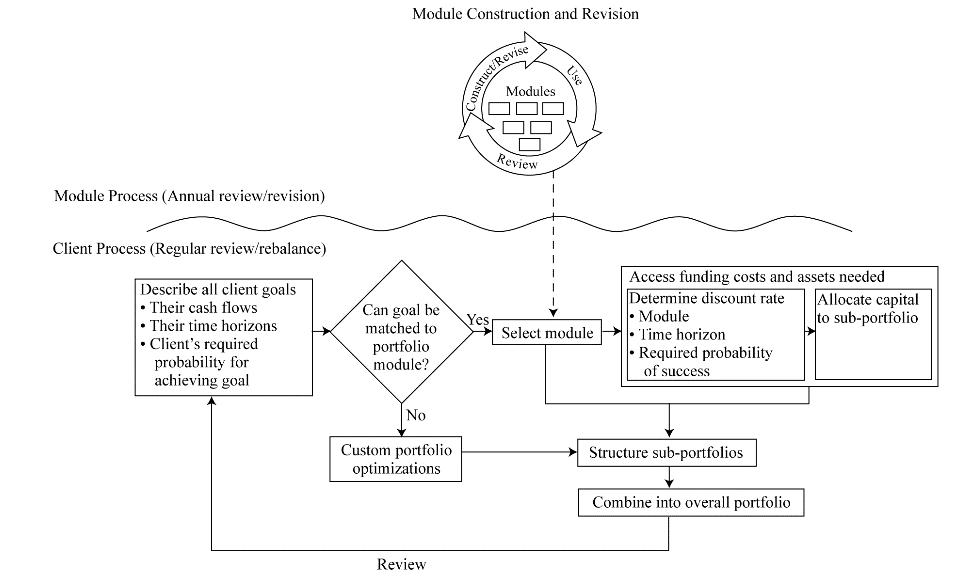 Module Construction and Revision
Construct/Revise
Use
Modules
Review
Module Process (Annual review/revision)
Client Process (Regular review/rebalance)
Describe all client goals
• Their cash flows
• Their time horizons
• Client's required
probability for
achieving goal
Can goal be
matched to
portfolio
module?
Yes
No
Select module
Access funding costs and assets needed
Determine discount rate
• Module
• Time horizon
• Required probability
of success
Allocate capital
to sub-portfolio
Custom portfolio
optimizations
Structure sub-portfolios
Combine into overall portfolio
Review